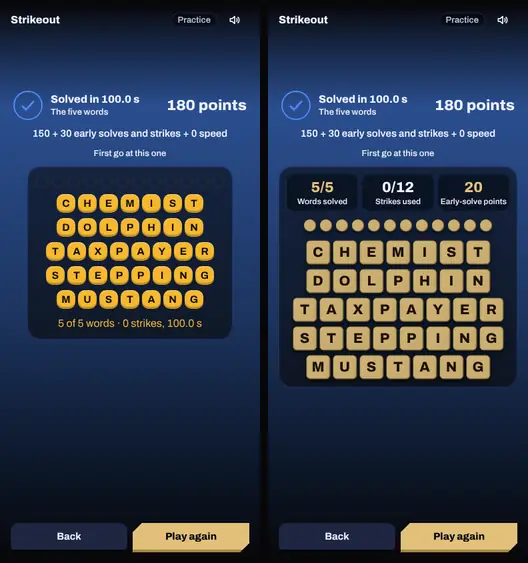 Strikeout
Practice
Solved in 100.0 s
The five words
180 points
150 + 30 early solves and strikes + 0 speed
First go at this one
CHEMIST
DOLPHIN
TAXPAYER
STEPPING
MUSTANG
5 of 5 words · 0 strikes, 100.0 s
Back
Play again
Strikeout
Practice
Solved in 100.0 s
The five words
180 points
150 + 30 early solves and strikes + 0 speed
First go at this one
5/5
Words solved
0/12
Strikes used
20
Early-solve points
CHEMIST
DOLPHIN
TAXPAYER
STEPPING
MUSTANG
Back
Play again